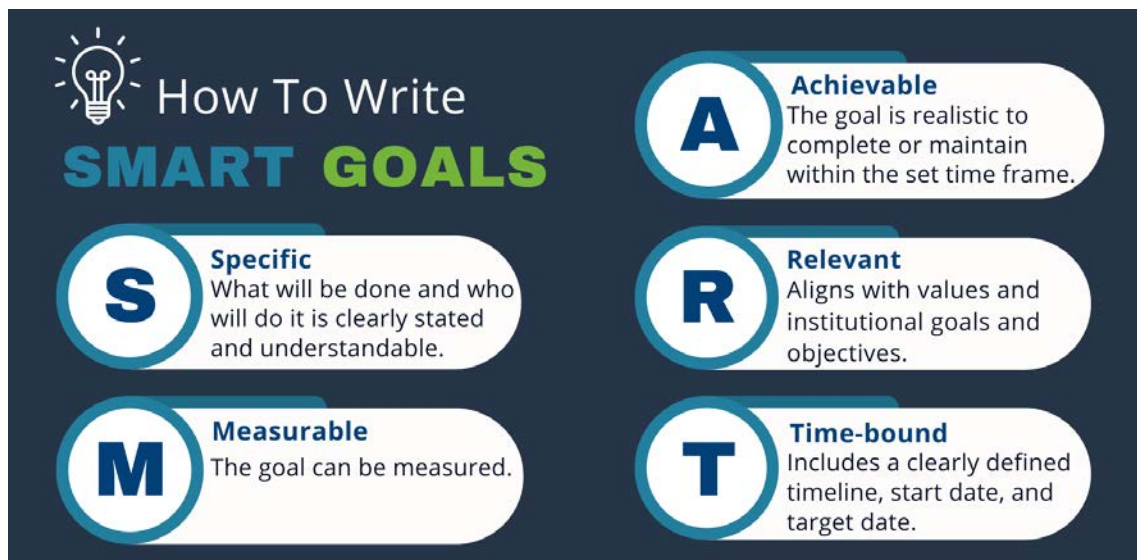 How To Write
SMART GOALS
S
Specific
What will be done and who
will do it is clearly stated
and understandable.
M
Measurable
The goal can be measured.
A
Achievable
The goal is realistic to
complete or maintain
within the set time frame.
R
Relevant
Aligns with values and
institutional goals and
objectives.
T
Time-bound
Includes a clearly defined
timeline, start date, and
target date.